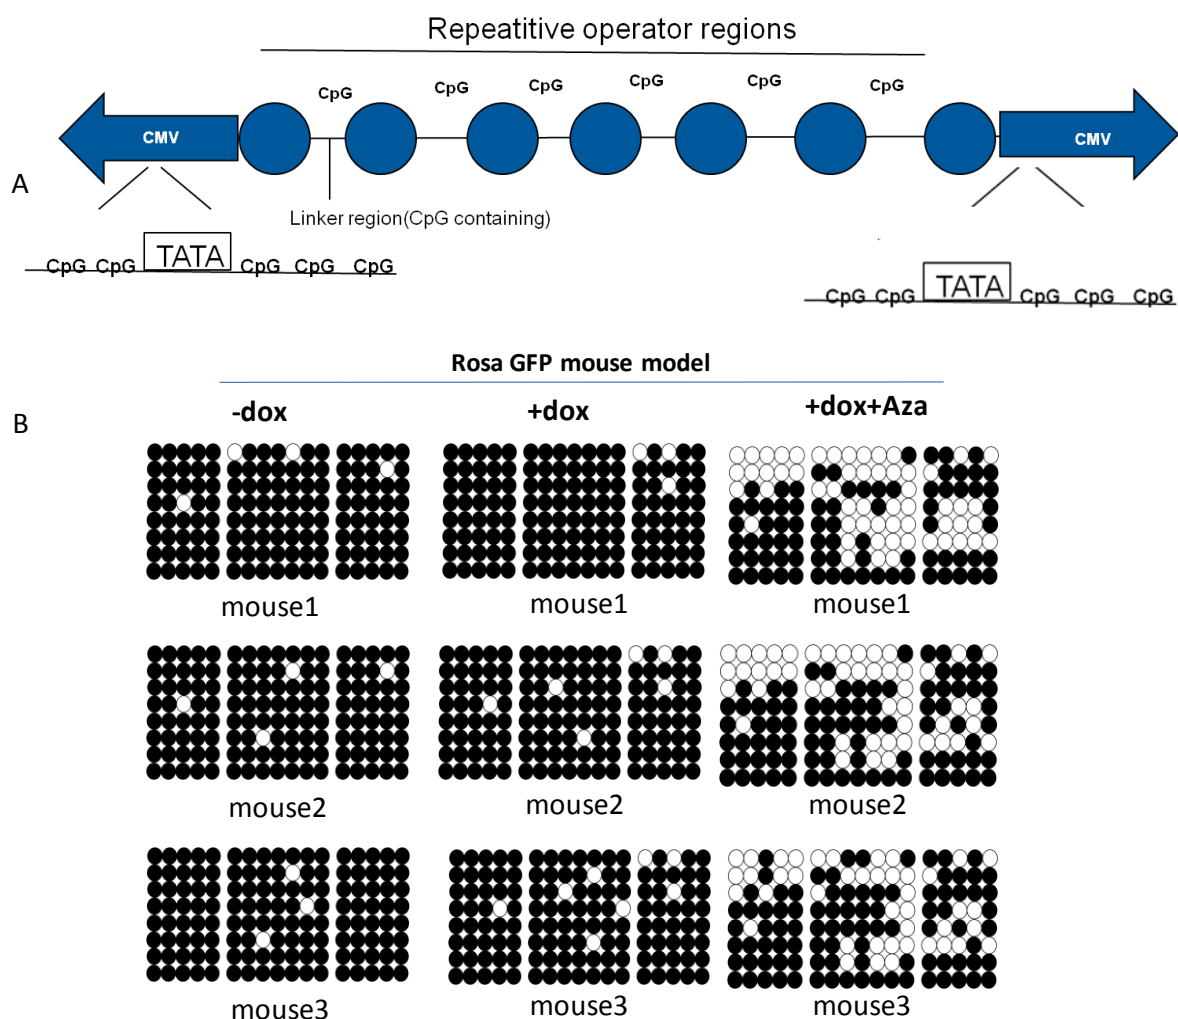 Repeatitive operator regions
CpG CpG CpG CpG CpG CpG
CMV CMV
A
Linker region(CpG containing)
CpG CpG TATA CpG CpG CpG
CpG CpG TATA CpG CpG CpG
Rosa GFP mouse model
B
-dox +dox +dox+Aza
mouse1 mouse1 mouse1
mouse2 mouse2 mouse2
mouse3 mouse3 mouse3